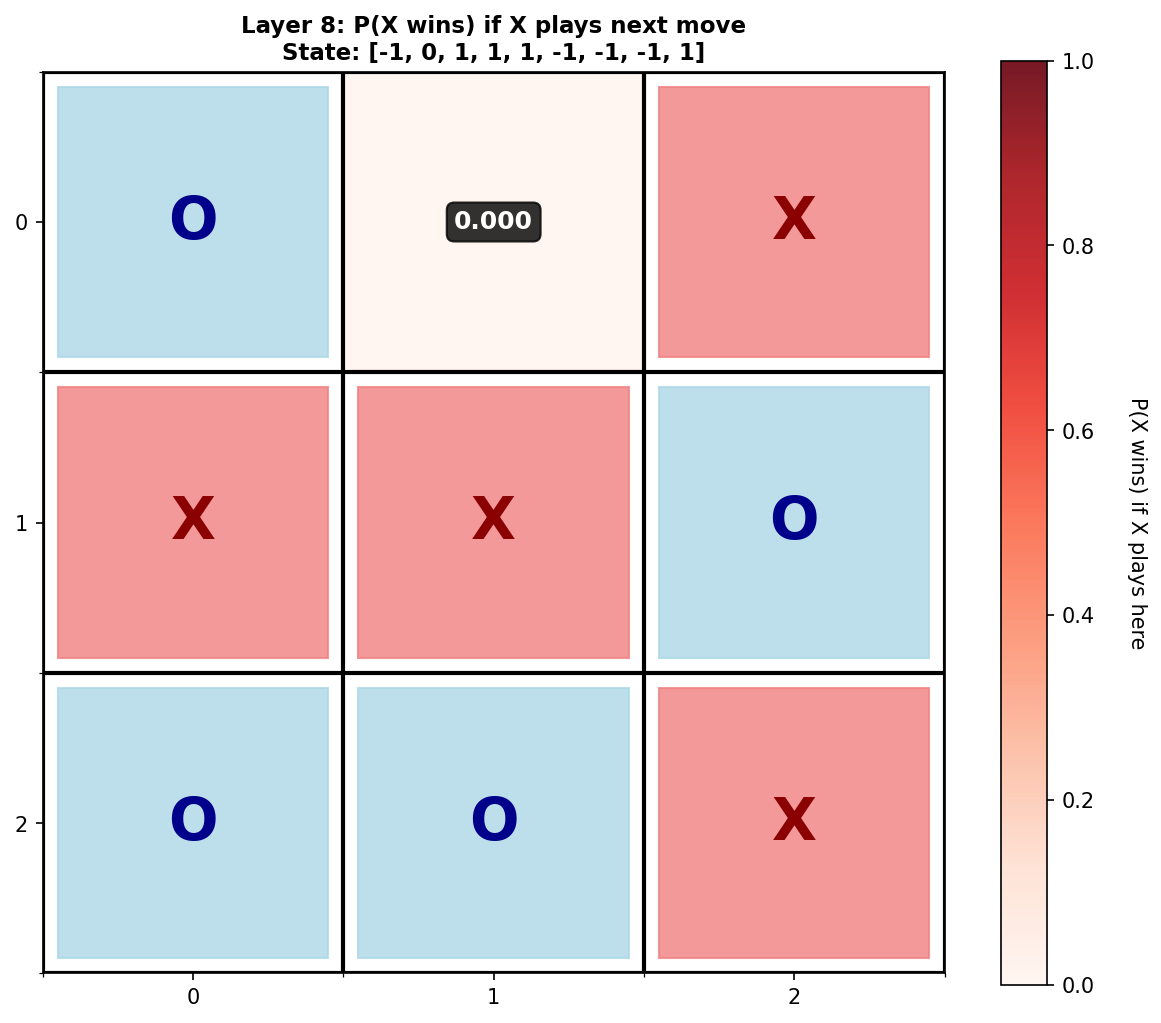 Layer 8: P(X wins) if X plays next move
State: [-1, 0, 1, 1, 1, -1, -1, -1, 1]
1.0
0.8
0.6
0.4
0.2
0.0
P(X wins) if X plays here
0
O
0.000
X
1
X
X
O
2
O
O
X
0
1
2